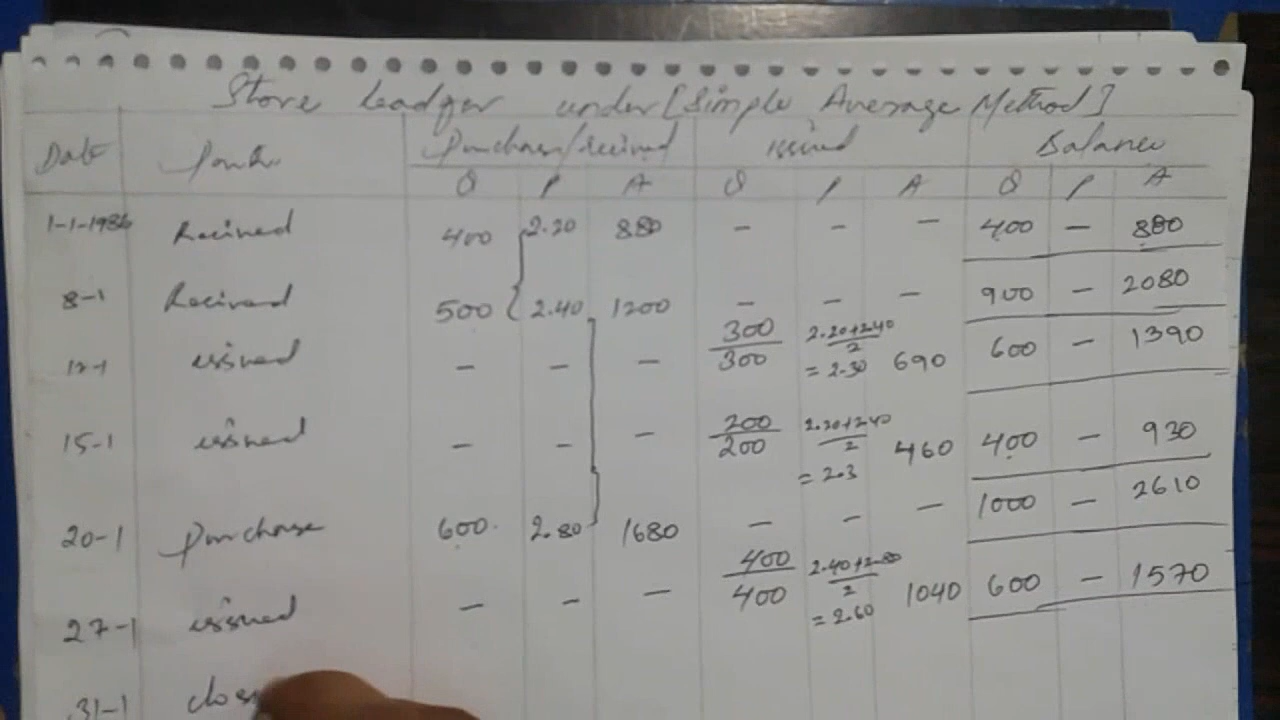 Store Leadger under [Simple Average Method]
Date Purchase/received issued Balance
Q P A Q P A Q P A
1-1-1986 Received 400 2.20 880 - - - 400 - 880
8-1 Received 500 2.40 1200 - - - 900 - 2080
12-1 issued - - - 300/300 2.20+2.40/2 = 2.30 690 600 - 1390
15-1 issued - - - 200/200 2.20+2.40/2 = 2.3 460 400 - 930
20-1 purchase 600 2.80 1680 - - - 1000 - 2610
27-1 issued - - - 400/400 2.40+2.80/2 = 2.60 1040 600 - 1570
31-1